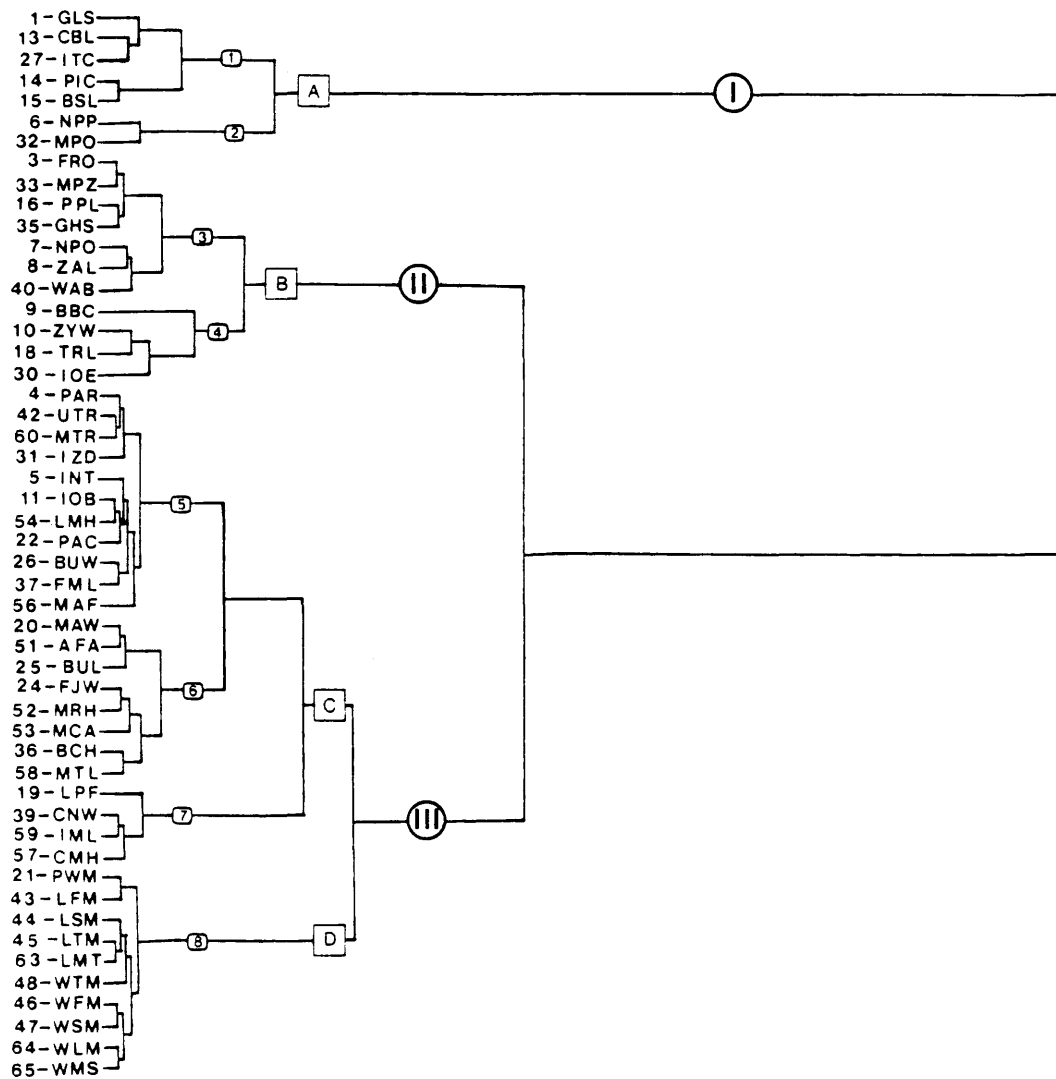 1-GLS
13-CBL
27-ITC
14-PIC
15-BSL
6-NPP
32-MPO
3-FRO
33-MPZ
16-PPL
35-GHS
7-NPO
8-ZAL
40-WAB
9-BBC
10-ZYW
18-TRL
30-IOE
4-PAR
42-UTR
60-MTR
31-IZD
5-INT
11-IOB
54-LMH
22-PAC
26-BUW
37-FML
56-MAF
20-MAW
51-AFA
25-BUL
24-FJW
52-MRH
53-MCA
36-BCH
58-MTL
19-LPF
39-CNW
59-IML
57-CMH
21-PWM
43-LFM
44-LSM
45-LTM
63-LMT
48-WTM
46-WFM
47-WSM
64-WLM
65-WMS
1
2
3
4
5
6
7
8
A
B
C
D
I
II
III